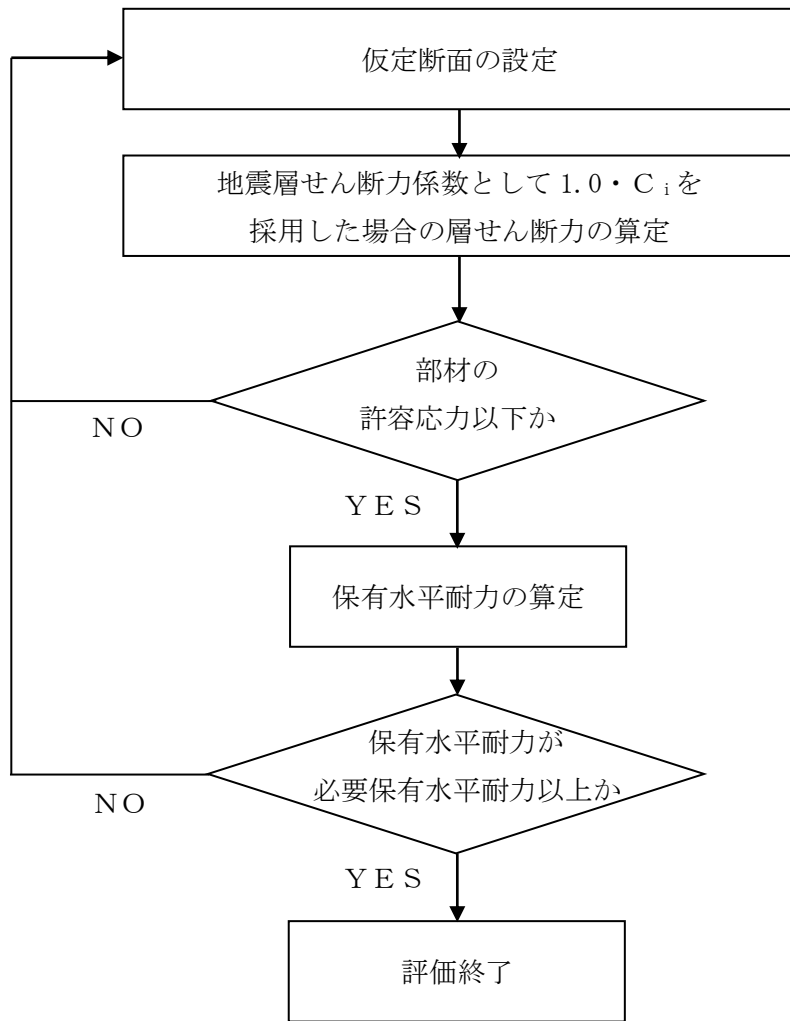 仮定断面の設定
地震層せん断力係数として1.0・Ｃｉを
採用した場合の層せん断力の算定
部材の
許容応力以下か
ＮＯ
ＹＥＳ
保有水平耐力の算定
保有水平耐力が
必要保有水平耐力以上か
ＮＯ
ＹＥＳ
評価終了